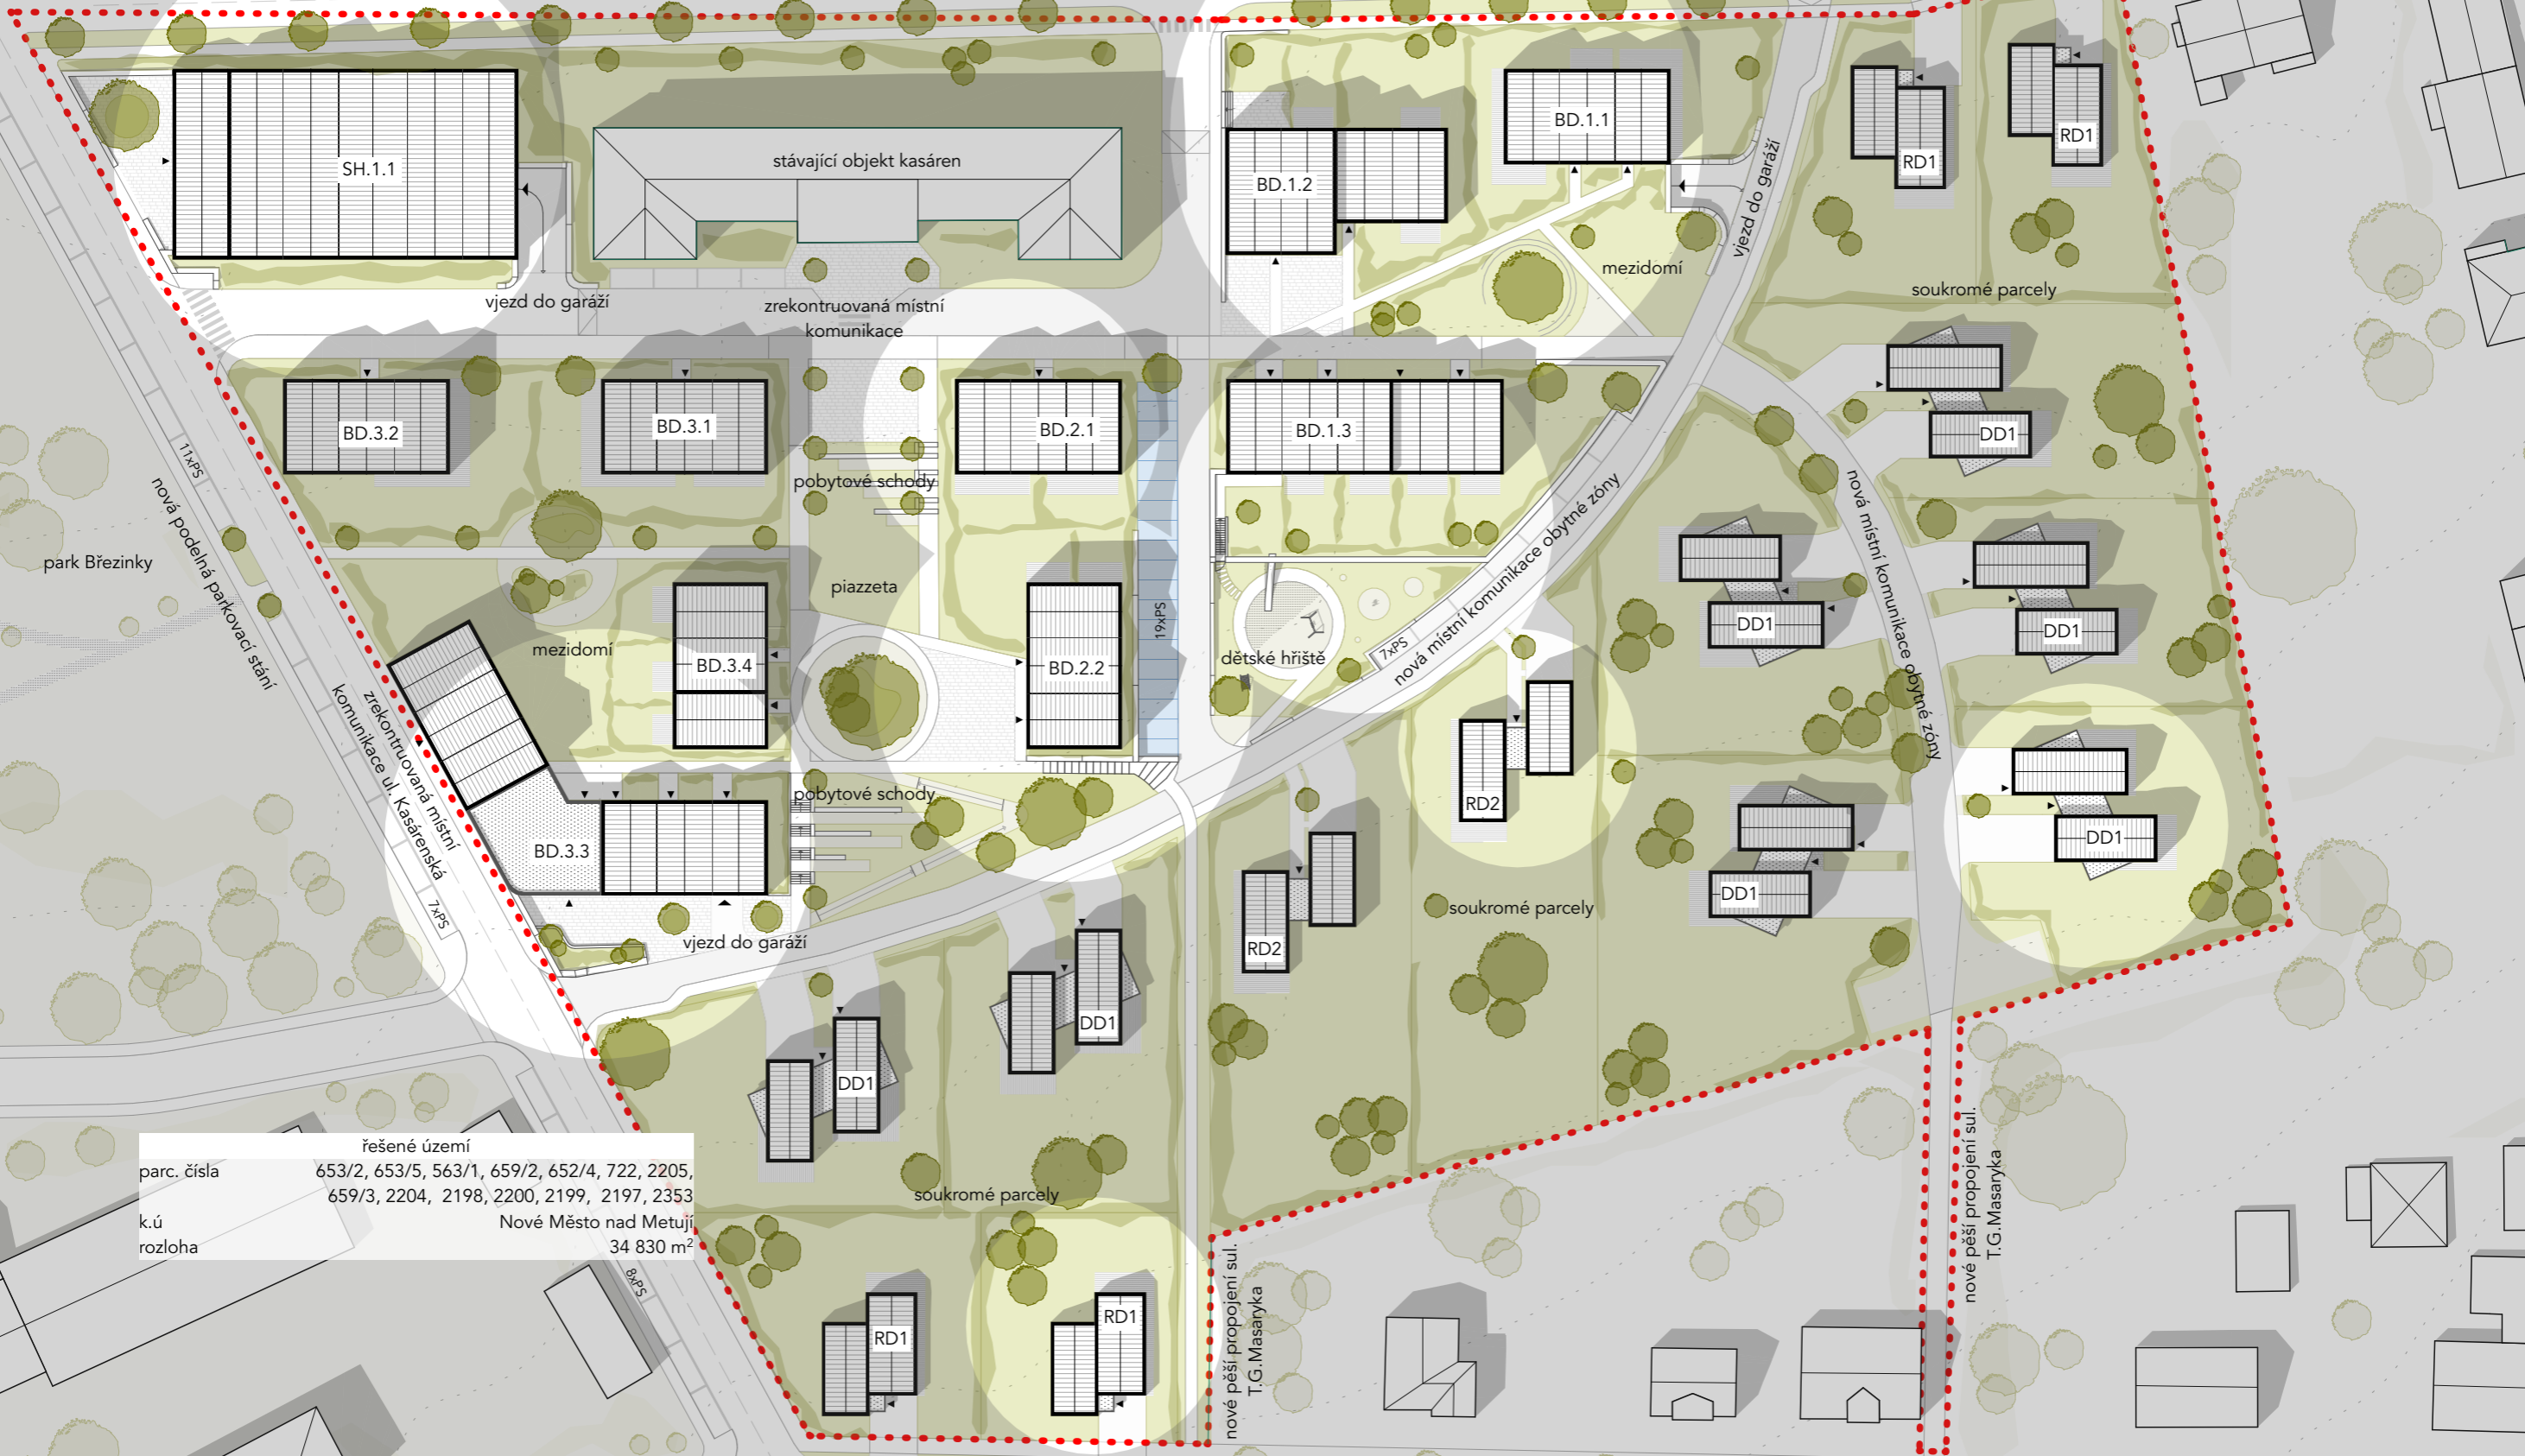 SH.1.1
stávající objekt kasáren
BD.1.1
BD.1.2
RD1
RD1
vjezd do garáží
mezidomí
soukromé parcely
vjezd do garáží
zrekontruovaná místní
komunikace
BD.3.2
BD.3.1
BD.2.1
BD.1.3
DD1
11xPS
nová podelná parkovací stání
pobytové schody
nová místní komunikace obytné zóny
nová místní komunikace obytné zóny
park Březinky
piazzeta
19xPS
DD1
DD1
mezidomí
BD.3.4
BD.2.2
dětské hřiště
7xPS
zrekontruovaná místní
komunikace ul. Kasárenská
pobytové schody
RD2
DD1
BD.3.3
DD1
7xPS
vjezd do garáží
RD2
soukromé parcely
DD1
DD1
řešené území
parc. čísla 653/2, 653/5, 563/1, 659/2, 652/4, 722, 2205,
659/3, 2204, 2198, 2200, 2199, 2197, 2353
k.ú Nové Město nad Metují
rozloha 34 830 m²
soukromé parcely
8xPS
RD1
RD1
nové pěší propojení sul.
T.G.Masaryka
nové pěší propojení sul.
T.G.Masaryka